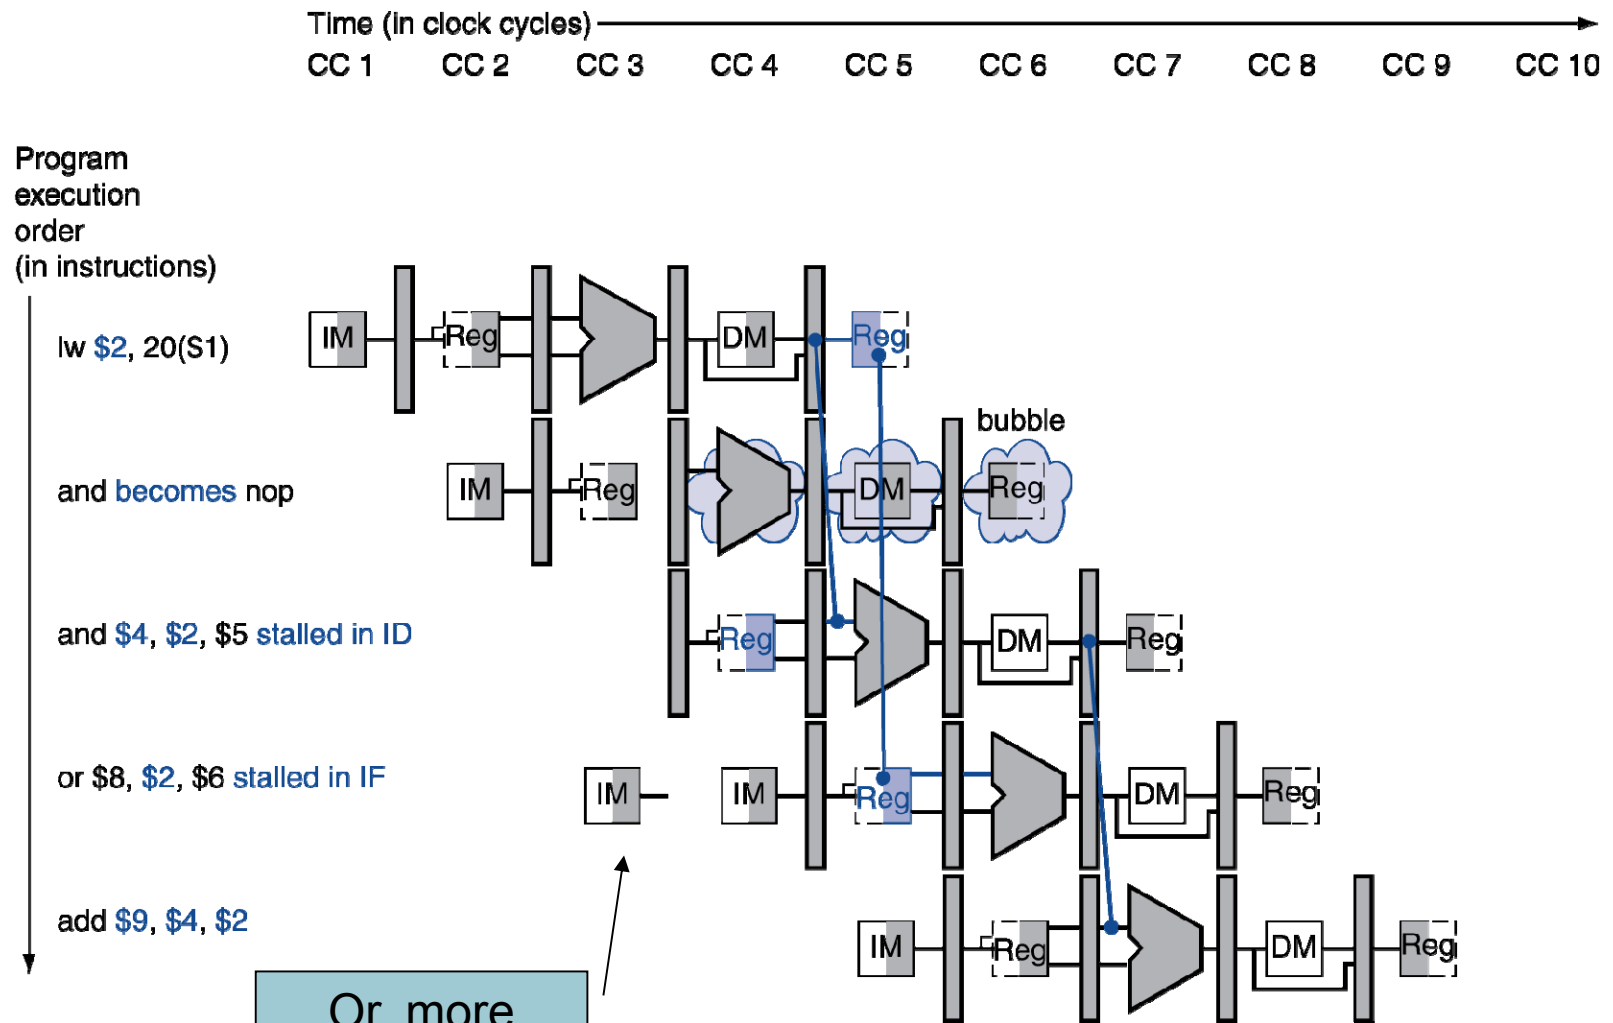 Time (in clock cycles)
CC 1 CC 2 CC 3 CC 4 CC 5 CC 6 CC 7 CC 8 CC 9 CC 10
Program
execution
order
(in instructions)
lw $2, 20(S1)
IM Reg DM Reg
bubble
and becomes nop
IM Reg DM Reg
and $4, $2, $5 stalled in ID
Reg DM Reg
or $8, $2, $6 stalled in IF
IM IM Reg DM Reg
add $9, $4, $2
IM Reg DM Reg
Or, more